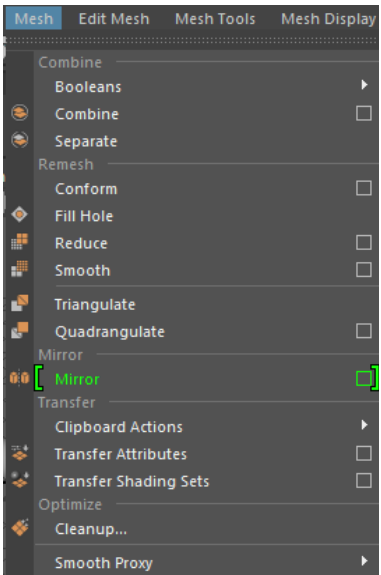 Mesh Edit Mesh Mesh Tools Mesh Display
Combine
Booleans
Combine
Separate
Remesh
Conform
Fill Hole
Reduce
Smooth
Triangulate
Quadrangulate
Mirror
Mirror
Transfer
Clipboard Actions
Transfer Attributes
Transfer Shading Sets
Optimize
Cleanup...
Smooth Proxy